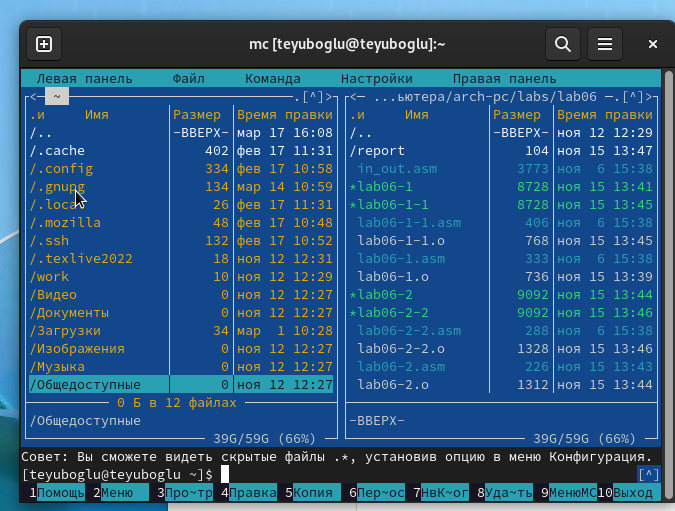 mc [teyuboglu@teyuboglu]:~
Левая панель Файл Команда Настройки Правая панель
<— ~ .[^]> <— ...ьютера/arch-pc/labs/lab06 —.[^]>
.и Имя Размер Время правки .и Имя Размер Время правки
/.. -ВВЕРХ- мар 17 16:08 /.. -ВВЕРХ- ноя 12 12:29
/.cache 402 фев 17 11:31 /report 104 ноя 15 13:47
/.config 334 фев 17 10:58 in_out.asm 3773 ноя 6 15:38
/.gnupg 134 мар 14 10:59 *lab06-1 8728 ноя 15 13:41
/.loca 26 фев 17 11:31 *lab06-1-1 8728 ноя 15 13:45
/.mozilla 48 фев 17 10:48 lab06-1-1.asm 406 ноя 6 15:38
/.ssh 132 фев 17 10:52 lab06-1-1.o 768 ноя 15 13:45
/.texlive2022 18 ноя 12 12:31 lab06-1.asm 333 ноя 6 15:38
/work 10 ноя 12 12:29 lab06-1.o 736 ноя 15 13:39
/Видео 0 ноя 12 12:27 *lab06-2 9092 ноя 15 13:44
/Документы 0 ноя 12 12:27 *lab06-2-2 9092 ноя 15 13:46
/Загрузки 34 мар 1 10:28 lab06-2-2.asm 288 ноя 6 15:38
/Изображения 0 ноя 12 12:27 lab06-2-2.o 1328 ноя 15 13:46
/Музыка 0 ноя 12 12:27 lab06-2.asm 226 ноя 15 13:43
/Общедоступные 0 ноя 12 12:27 lab06-2.o 1312 ноя 15 13:44
0 Б в 12 файлах
/Общедоступные -ВВЕРХ-
39G/59G (66%) 39G/59G (66%)
Совет: Вы сможете видеть скрытые файлы .*, установив опцию в меню Конфигурация.
[teyuboglu@teyuboglu ~]$ [^]
1Помощь 2Меню 3Про~тр 4Правка 5Копия 6Пер~ос 7НвК~ог 8Уда~ть 9МенюMC 10Выход